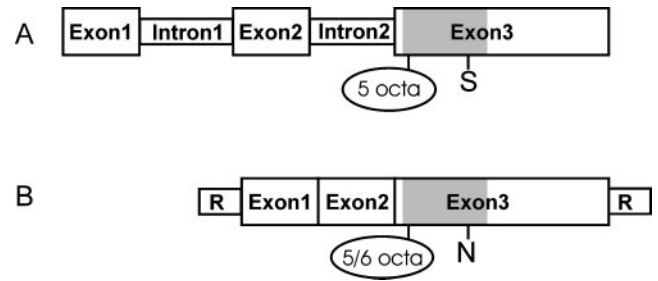 A Exon1 Intron1 Exon2 Intron2 Exon3
5 octa S
B R Exon1 Exon2 Exon3 R
5/6 octa N